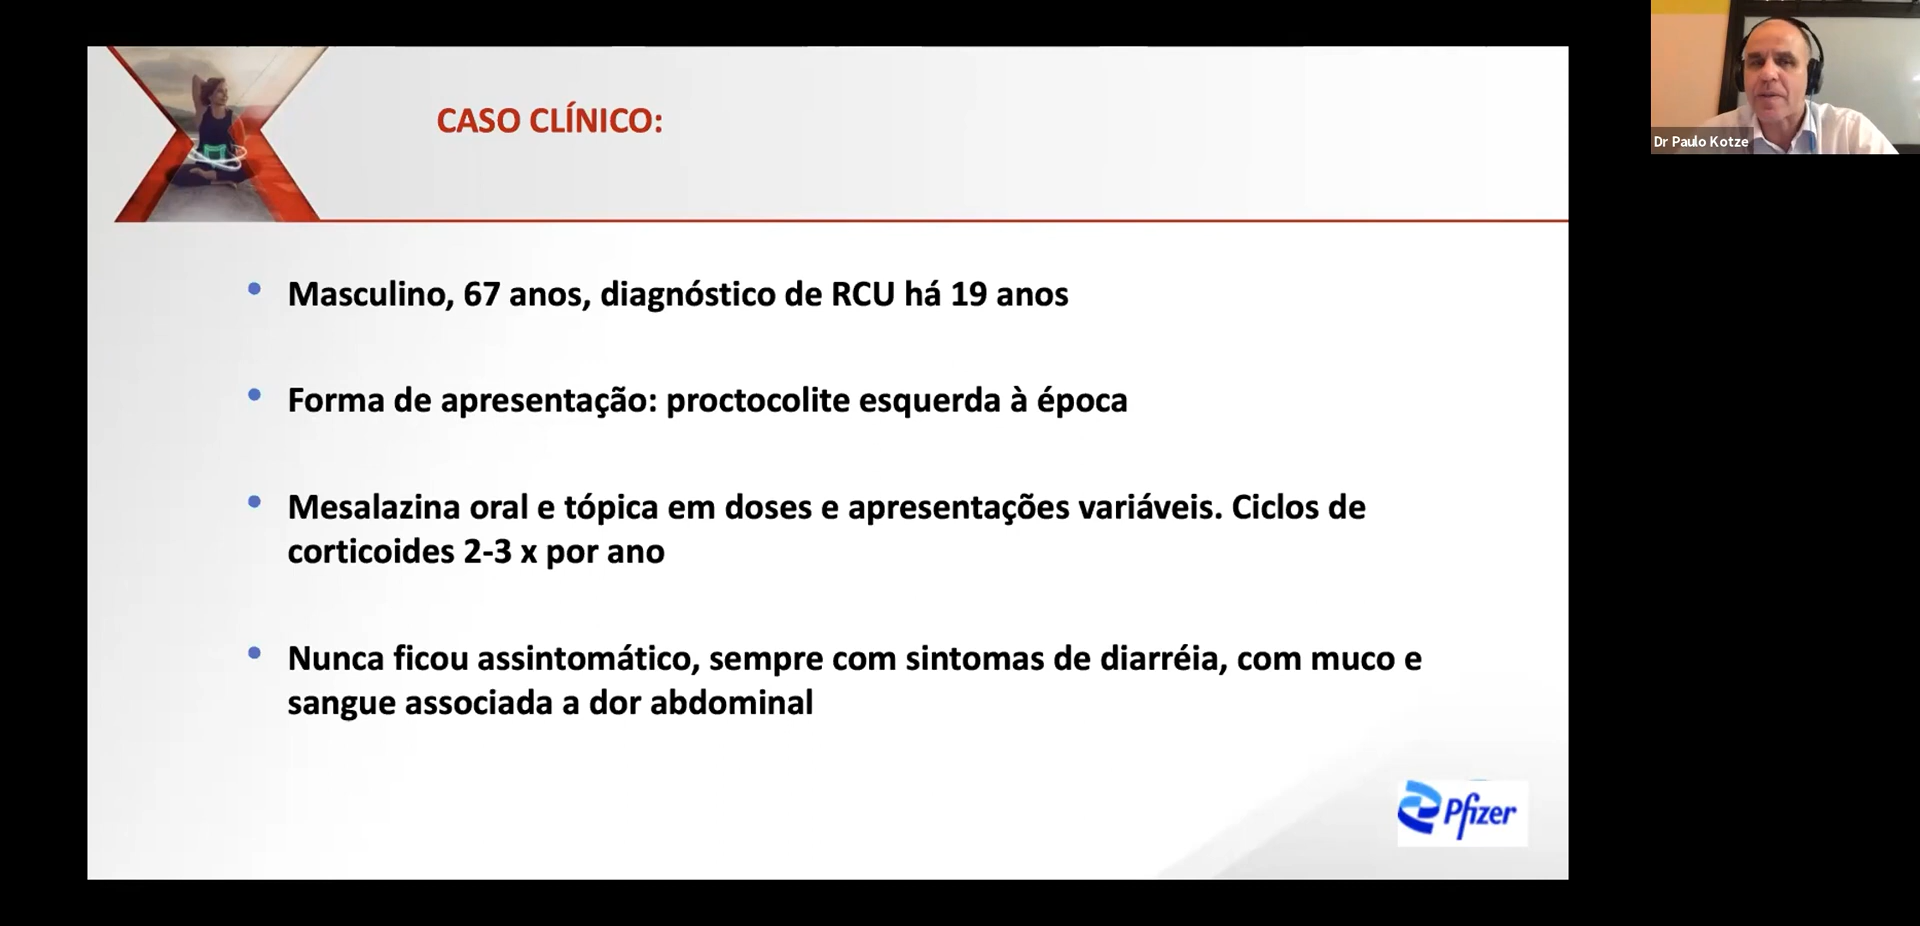 CASO CLÍNICO:
Dr Paulo Kotze
• Masculino, 67 anos, diagnóstico de RCU há 19 anos
• Forma de apresentação: proctocolite esquerda à época
• Mesalazina oral e tópica em doses e apresentações variáveis. Ciclos de
corticoides 2-3 x por ano
• Nunca ficou assintomático, sempre com sintomas de diarréia, com muco e
sangue associada a dor abdominal
Pfizer